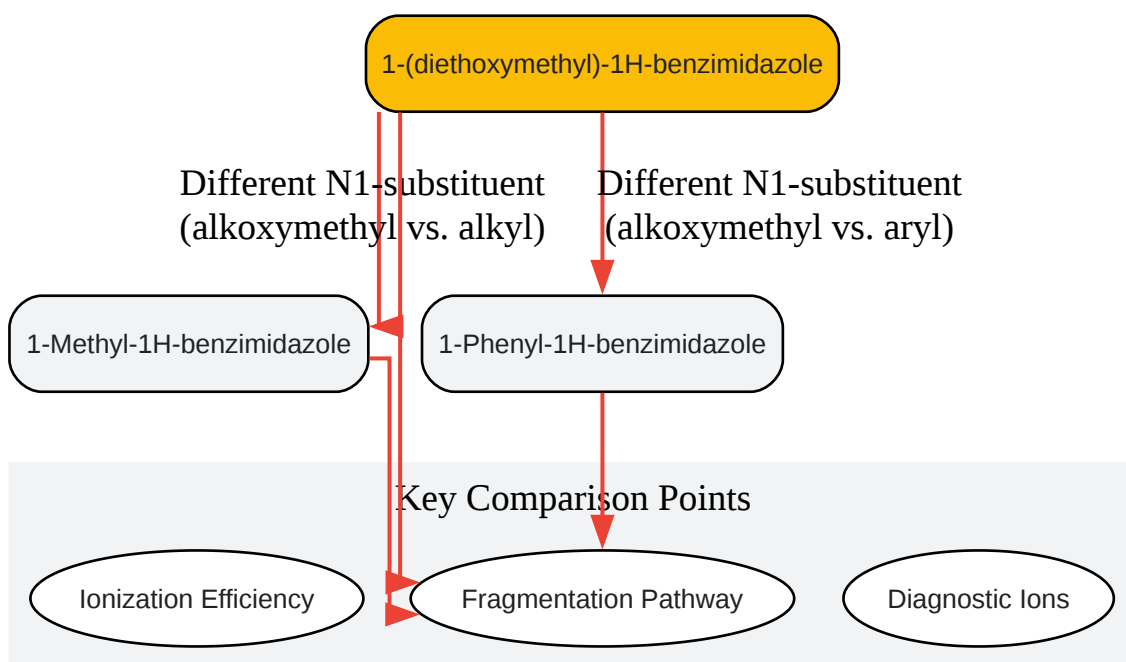 1-(diethoxymethyl)-1H-benzimidazole
Different N1-substituent
(alkoxymethyl vs. alkyl)
Different N1-substituent
(alkoxymethyl vs. aryl)
1-Methyl-1H-benzimidazole
1-Phenyl-1H-benzimidazole
Key Comparison Points
Ionization Efficiency
Fragmentation Pathway
Diagnostic Ions